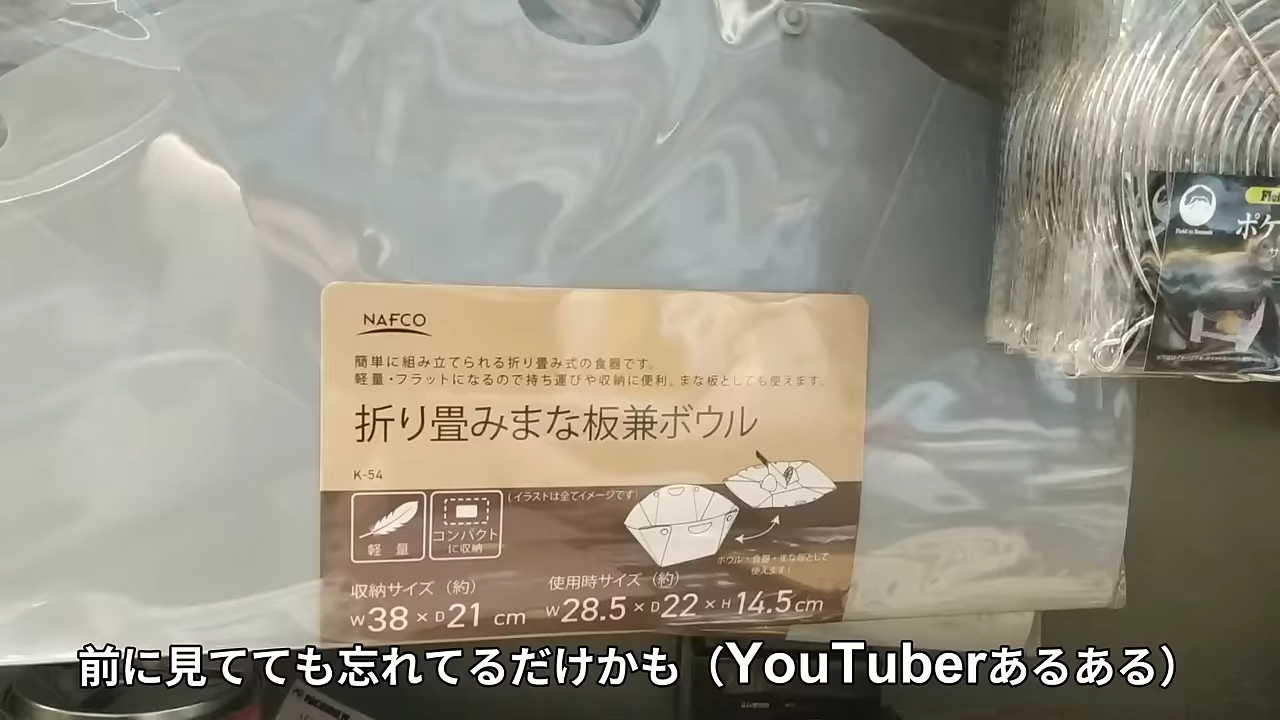 NAFCO
簡単に組み立てられる折り畳み式の食器です。
軽量・フラットになるので持ち運びや収納に便利。まな板としても使えます。
折り畳みまな板兼ボウル
K-54
(イラストは全てイメージです)
軽 量
コンパクト
に収納
ボウル・食器・まな板として
使えます!
収納サイズ（約）
W38×D21 cm
使用時サイズ（約）
W28.5×D22×H14.5cm
Fie
ポケ
前に見てても忘れてるだけかも（YouTuberあるある）